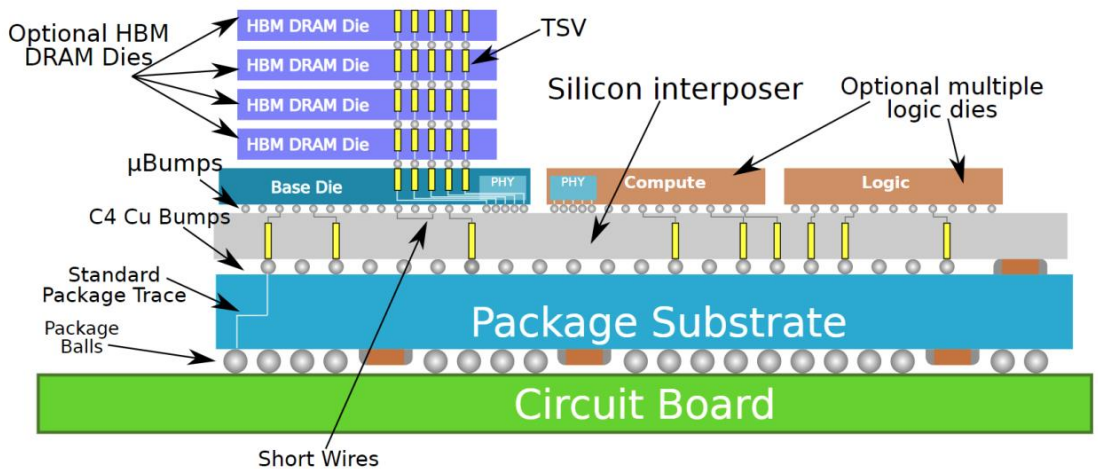 Optional HBM
DRAM Dies
HBM DRAM Die
HBM DRAM Die
HBM DRAM Die
HBM DRAM Die
TSV
Silicon interposer
Optional multiple
logic dies
μBumps
Base Die
PHY
PHY
Compute
Logic
C4 Cu Bumps
Standard
Package Trace
Package
Balls
Package Substrate
Circuit Board
Short Wires